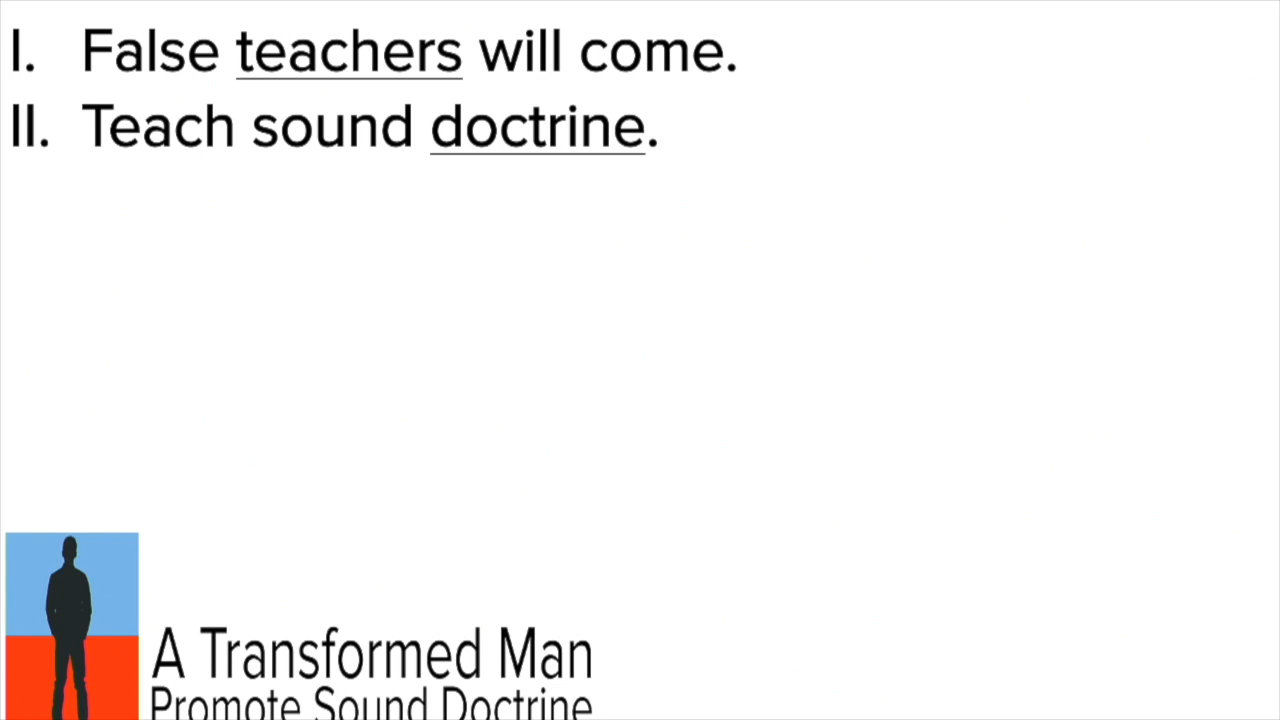 I. False teachers will come.
II. Teach sound doctrine.
A Transformed Man
Promote Sound Doctrine